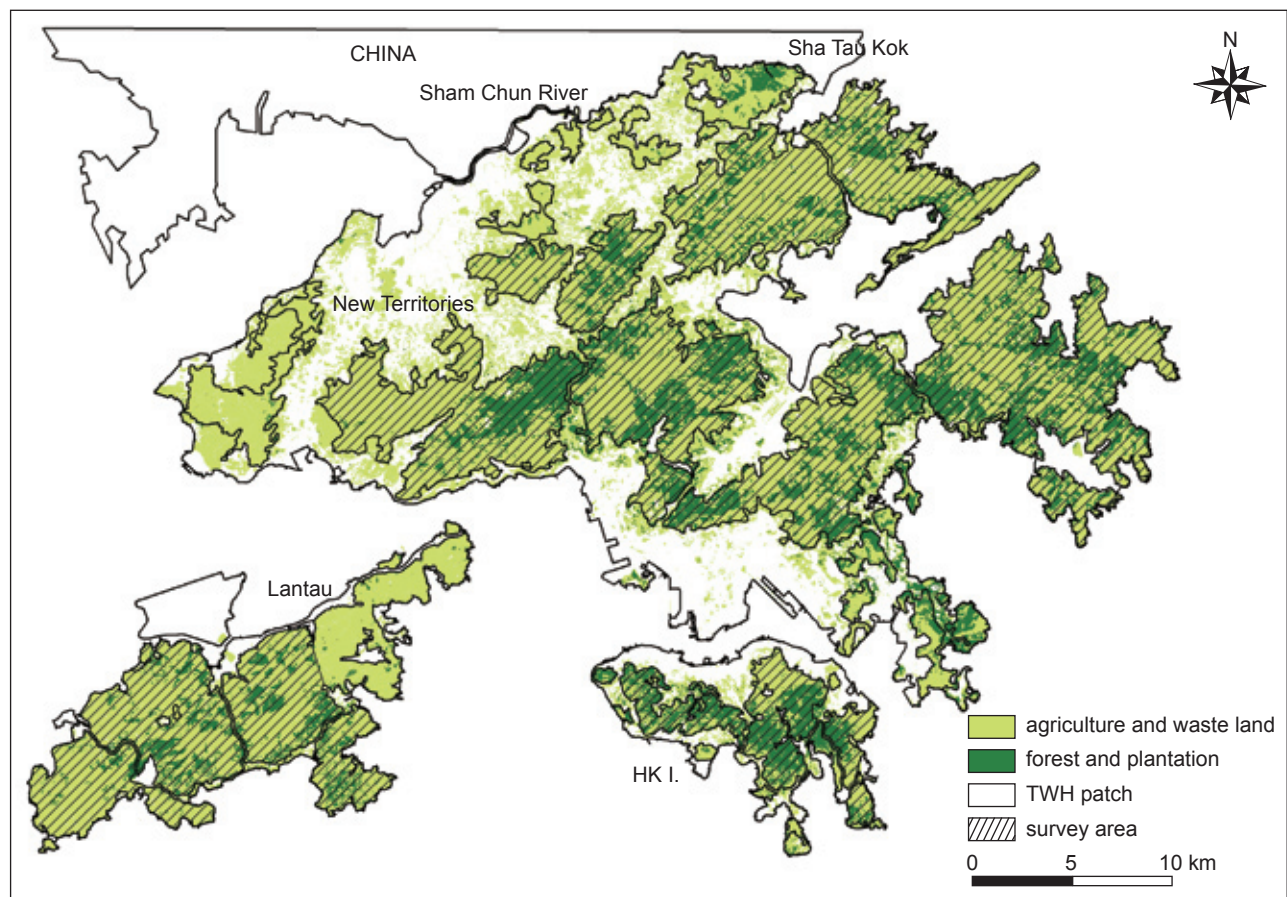 CHINA
Sha Tau Kok
N
Sham Chun River
New Territories
Lantau
HK I.
agriculture and waste land
forest and plantation
TWH patch
survey area
0 5 10 km